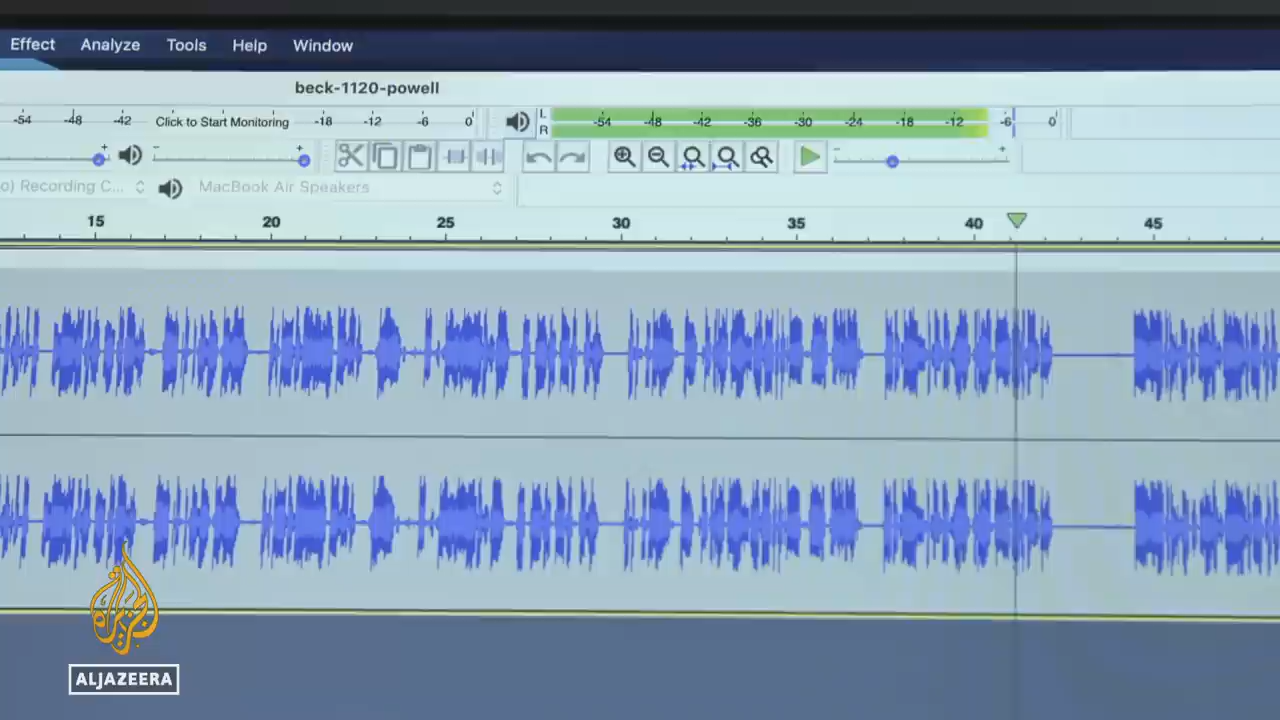 Effect Analyze Tools Help Window
beck-1120-powell
-54 -48 -42 Click to Start Monitoring -18 -12 -6 0 L -54 -48 -42 -36 -30 -24 -18 -12 -6 0
R
- + - + - +
o) Recording C... MacBook Air Speakers
15 20 25 30 35 40 45
الجزيرة
ALJAZEERA